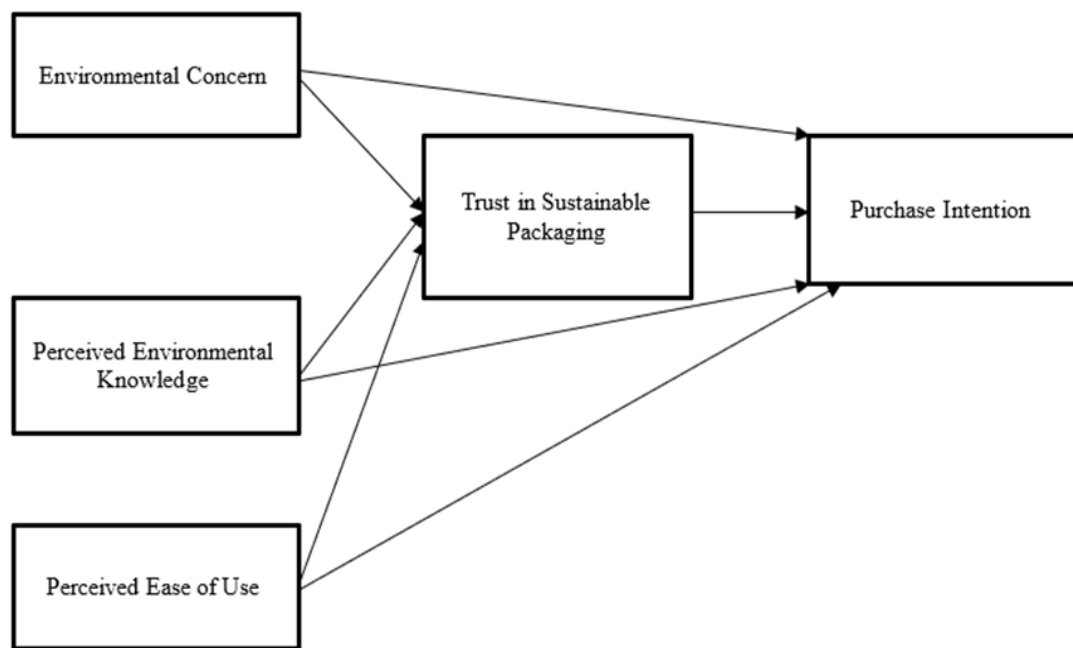 Environmental Concern
Trust in Sustainable
Packaging
Purchase Intention
Perceived Environmental
Knowledge
Perceived Ease of Use